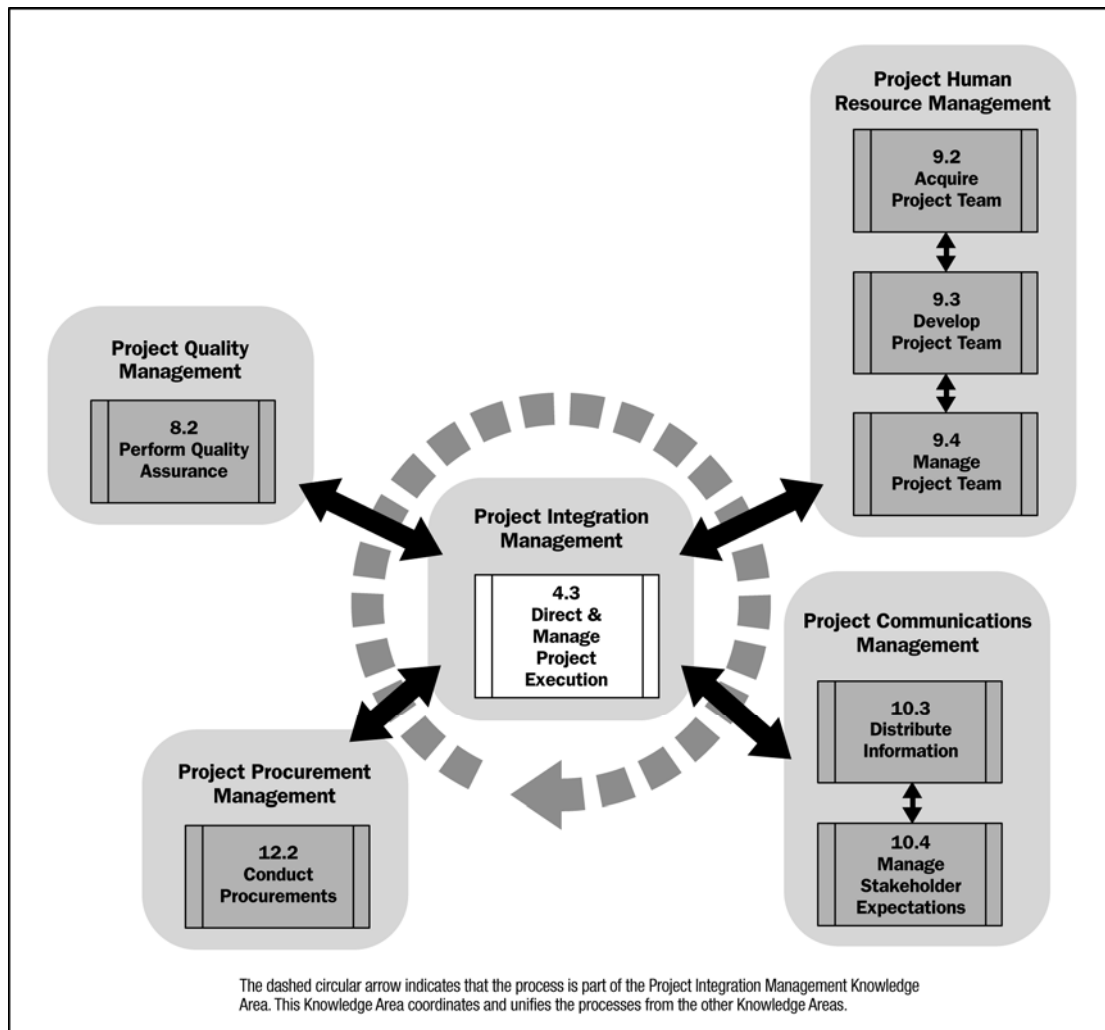 Project Human
Resource Management
9.2
Acquire
Project Team
9.3
Develop
Project Team
9.4
Manage
Project Team
Project Quality
Management
8.2
Perform Quality
Assurance
Project Integration
Management
4.3
Direct &
Manage
Project
Execution
Project Communications
Management
10.3
Distribute
Information
10.4
Manage
Stakeholder
Expectations
Project Procurement
Management
12.2
Conduct
Procurements
The dashed circular arrow indicates that the process is part of the Project Integration Management Knowledge
Area. This Knowledge Area coordinates and unifies the processes from the other Knowledge Areas.